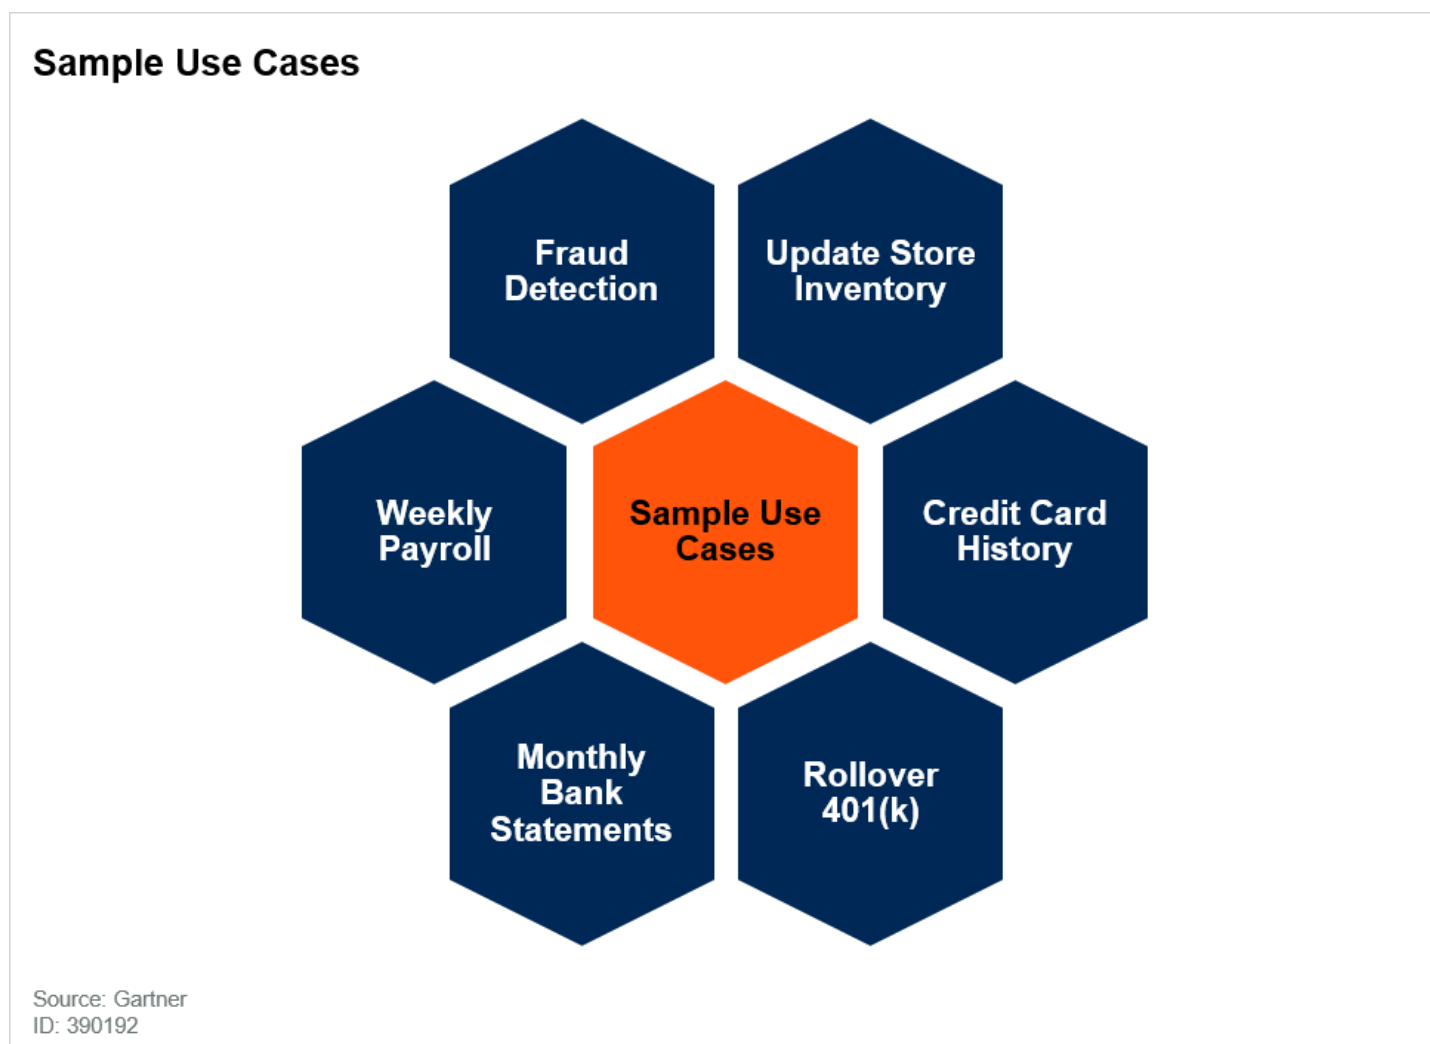 Sample Use Cases
Fraud
Detection
Update Store
Inventory
Weekly
Payroll
Sample Use
Cases
Credit Card
History
Monthly
Bank
Statements
Rollover
401(k)
Source: Gartner
ID: 390192